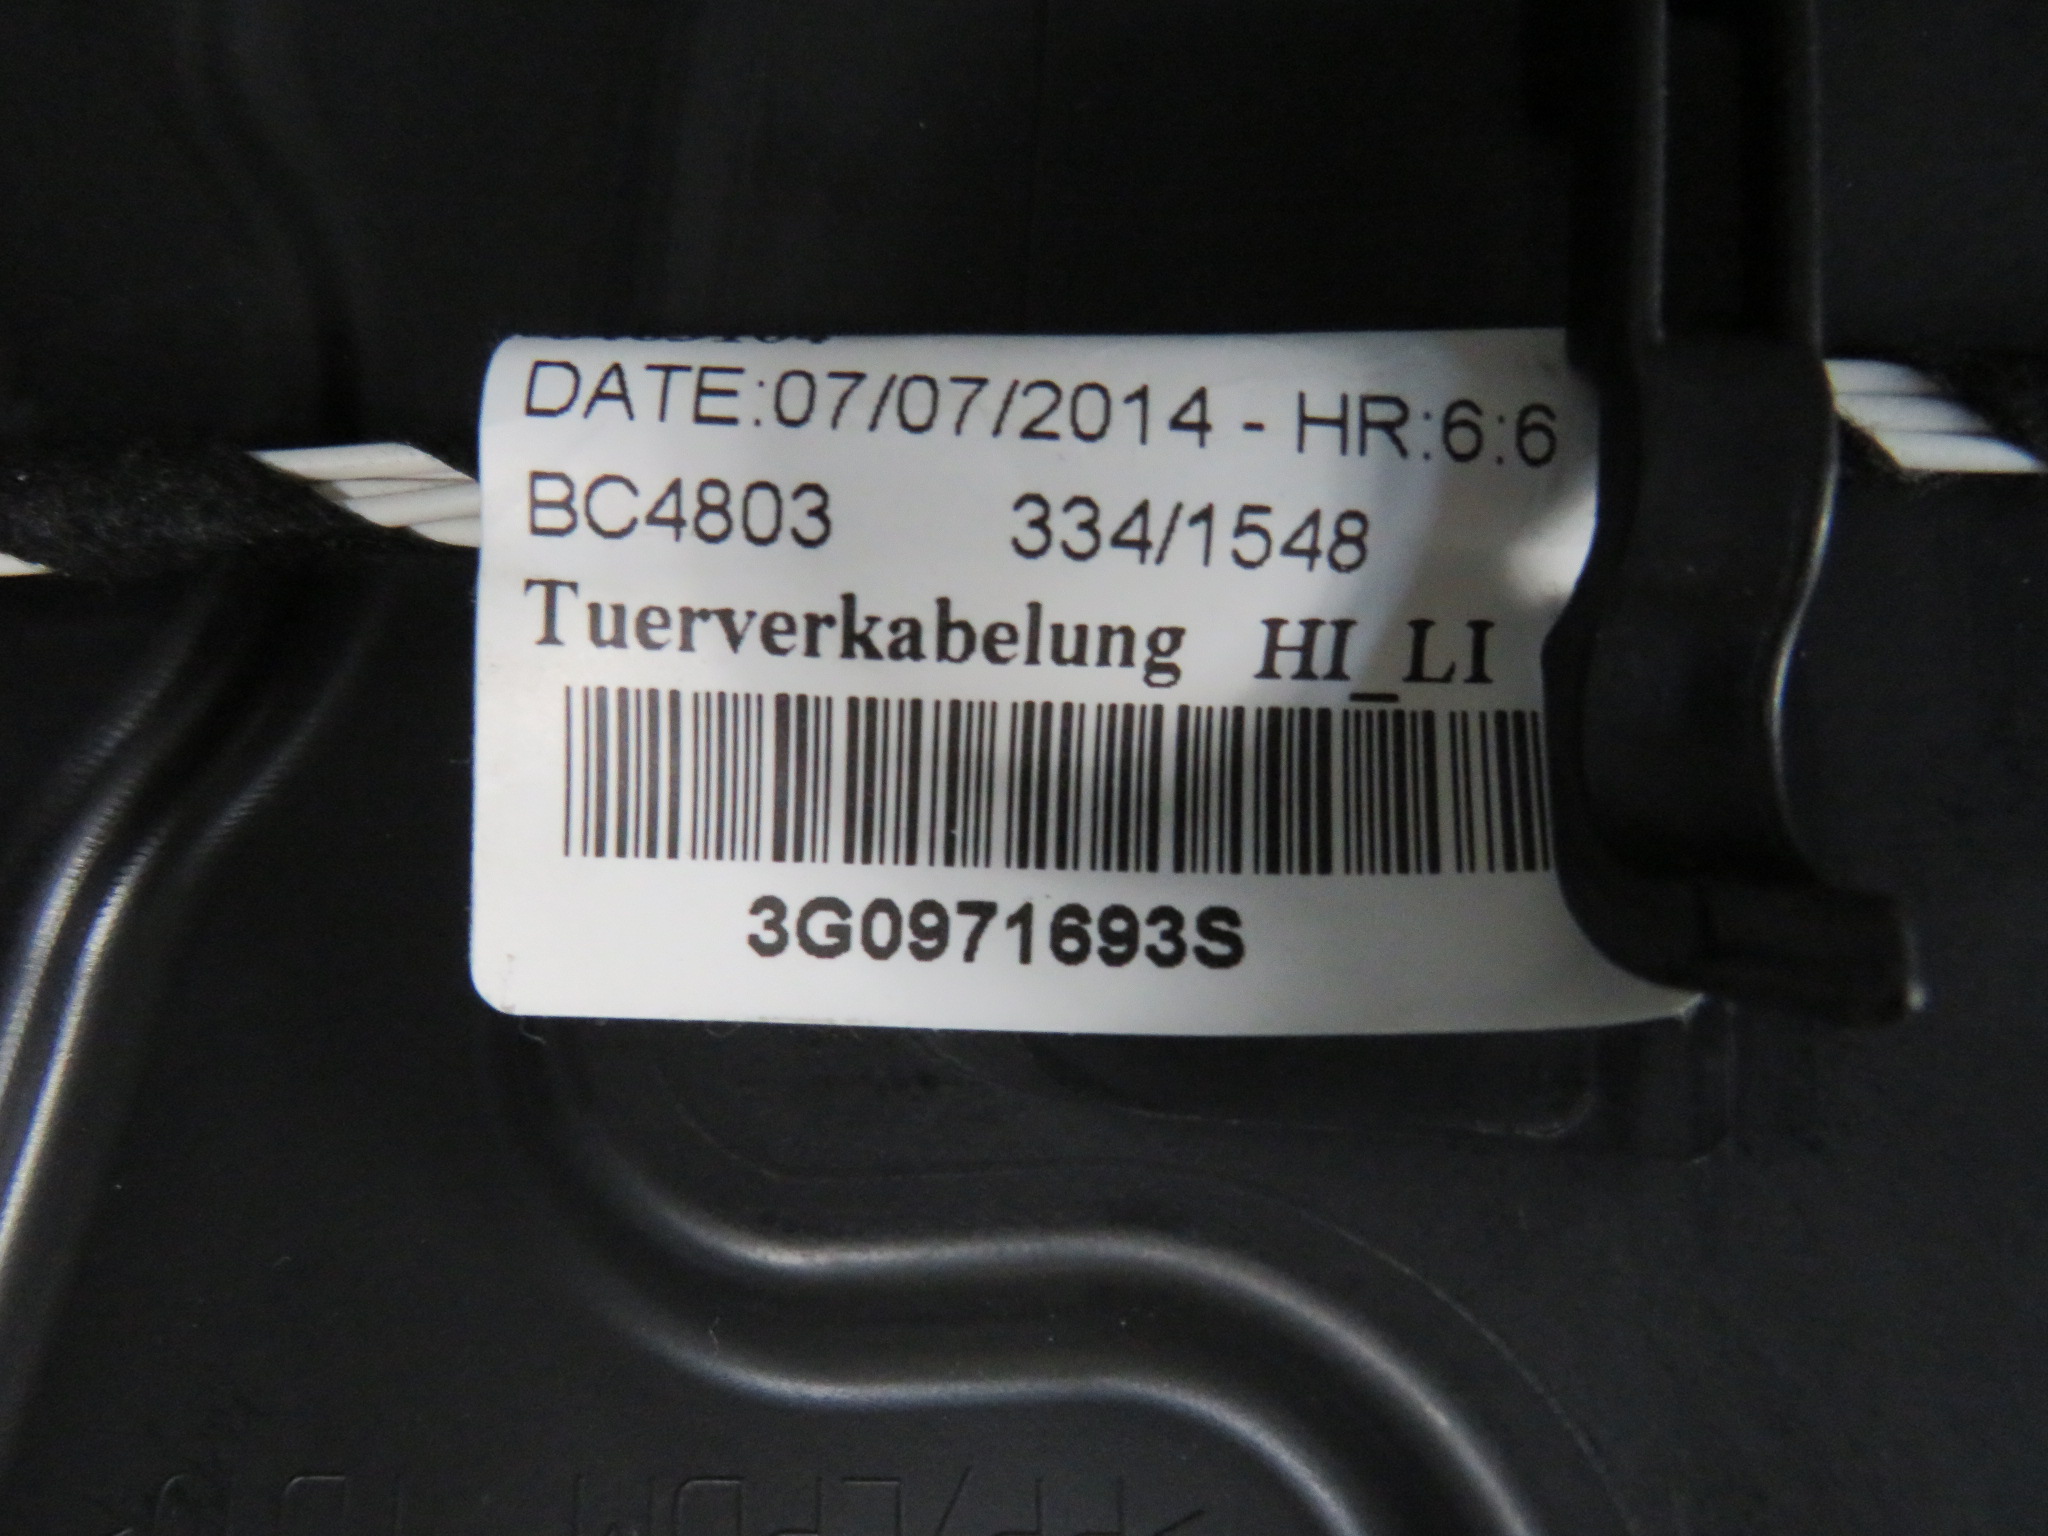 DATE:07/07/2014 - HR:6:6
BC4803 334/1548
Tuerverkabelung HI_LI
3G0971693S